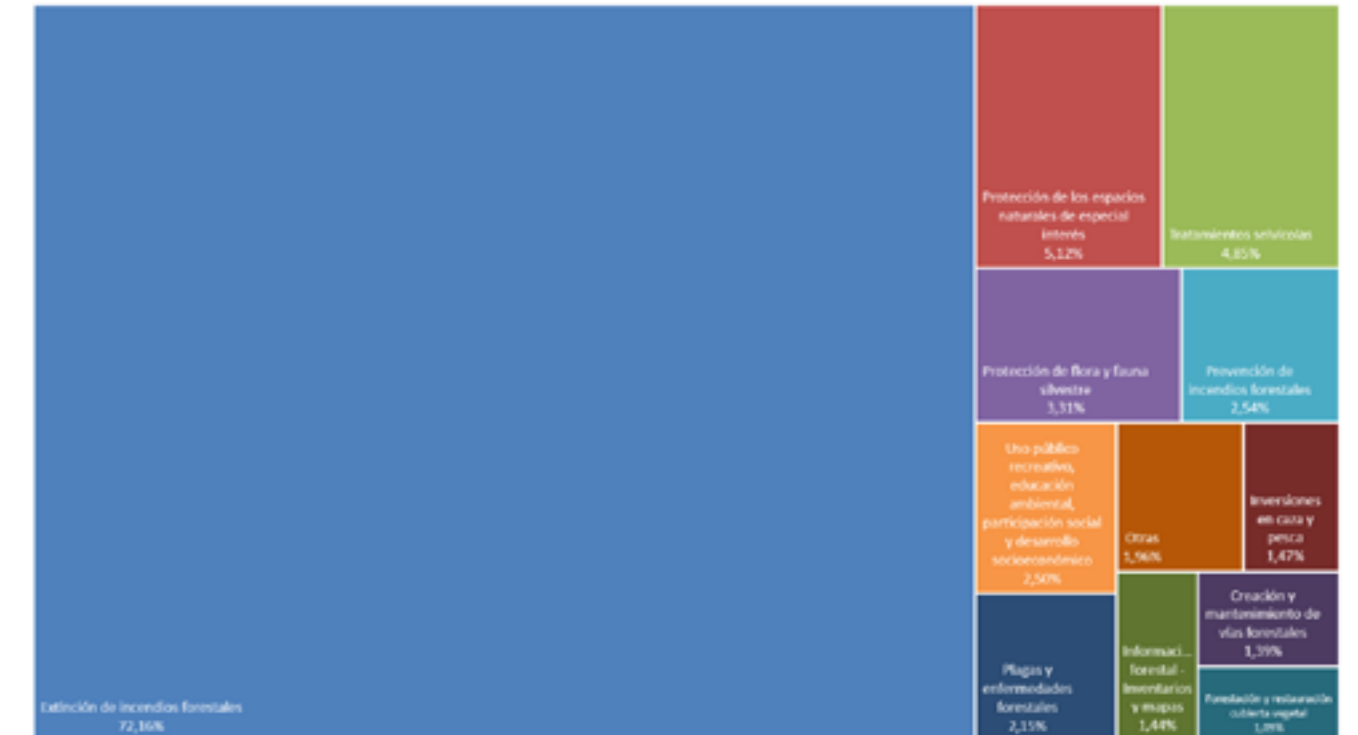 Extinción de incendios forestales
72,16%
Protección de los espacios
naturales de especial
interés
5,12%
Tratamientos selvícolas
4,85%
Protección de flora y fauna
silvestre
3,31%
Prevención de
incendios forestales
2,54%
Uso público
recreativo,
educación
ambiental,
participación social
y desarrollo
socioeconómico
2,50%
Otras
1,96%
Inversiones
en caza y
pesca
1,47%
Plagas y
enfermedades
forestales
2,15%
Informaci...
forestal -
Inventarios
y mapas
1,44%
Creación y
mantenimiento de
vías forestales
1,39%
Forestación y restauración
cubierta vegetal